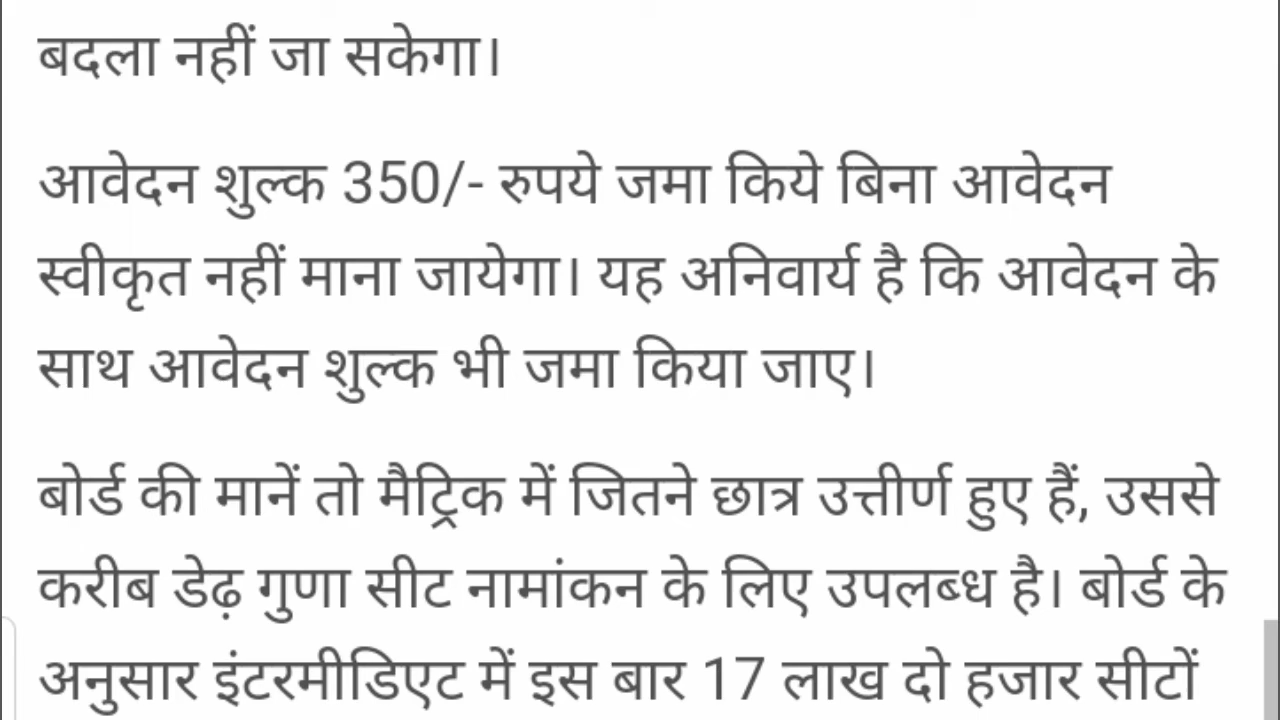 बदला नहीं जा सकेगा।
आवेदन शुल्क 350/- रुपये जमा किये बिना आवेदन
स्वीकृत नहीं माना जायेगा। यह अनिवार्य है कि आवेदन के
साथ आवेदन शुल्क भी जमा किया जाए।
बोर्ड की मानें तो मैट्रिक में जितने छात्र उत्तीर्ण हुए हैं, उससे
करीब डेढ़ गुणा सीट नामांकन के लिए उपलब्ध है। बोर्ड के
अनुसार इंटरमीडिएट में इस बार 17 लाख दो हजार सीटों